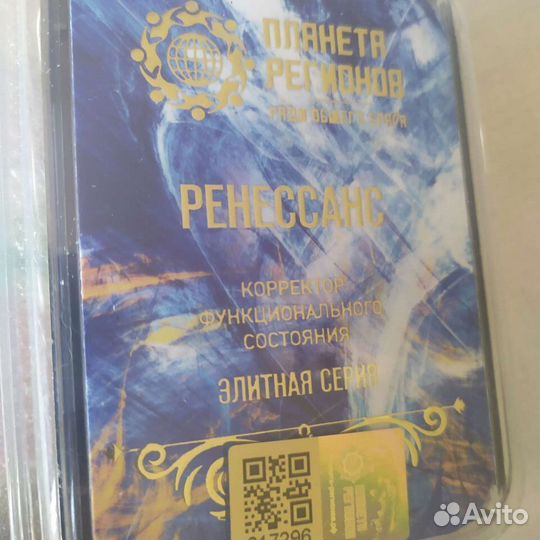 ПЛАНЕТА
РЕГИОНОВ
РАДИ ОБЩЕГО БЛАГА
РЕНЕССАНС
КОРРЕКТОР
ФУНКЦИОНАЛЬНОГО
СОСТОЯНИЯ
ЭЛИТНАЯ СЕРИЯ
Avito